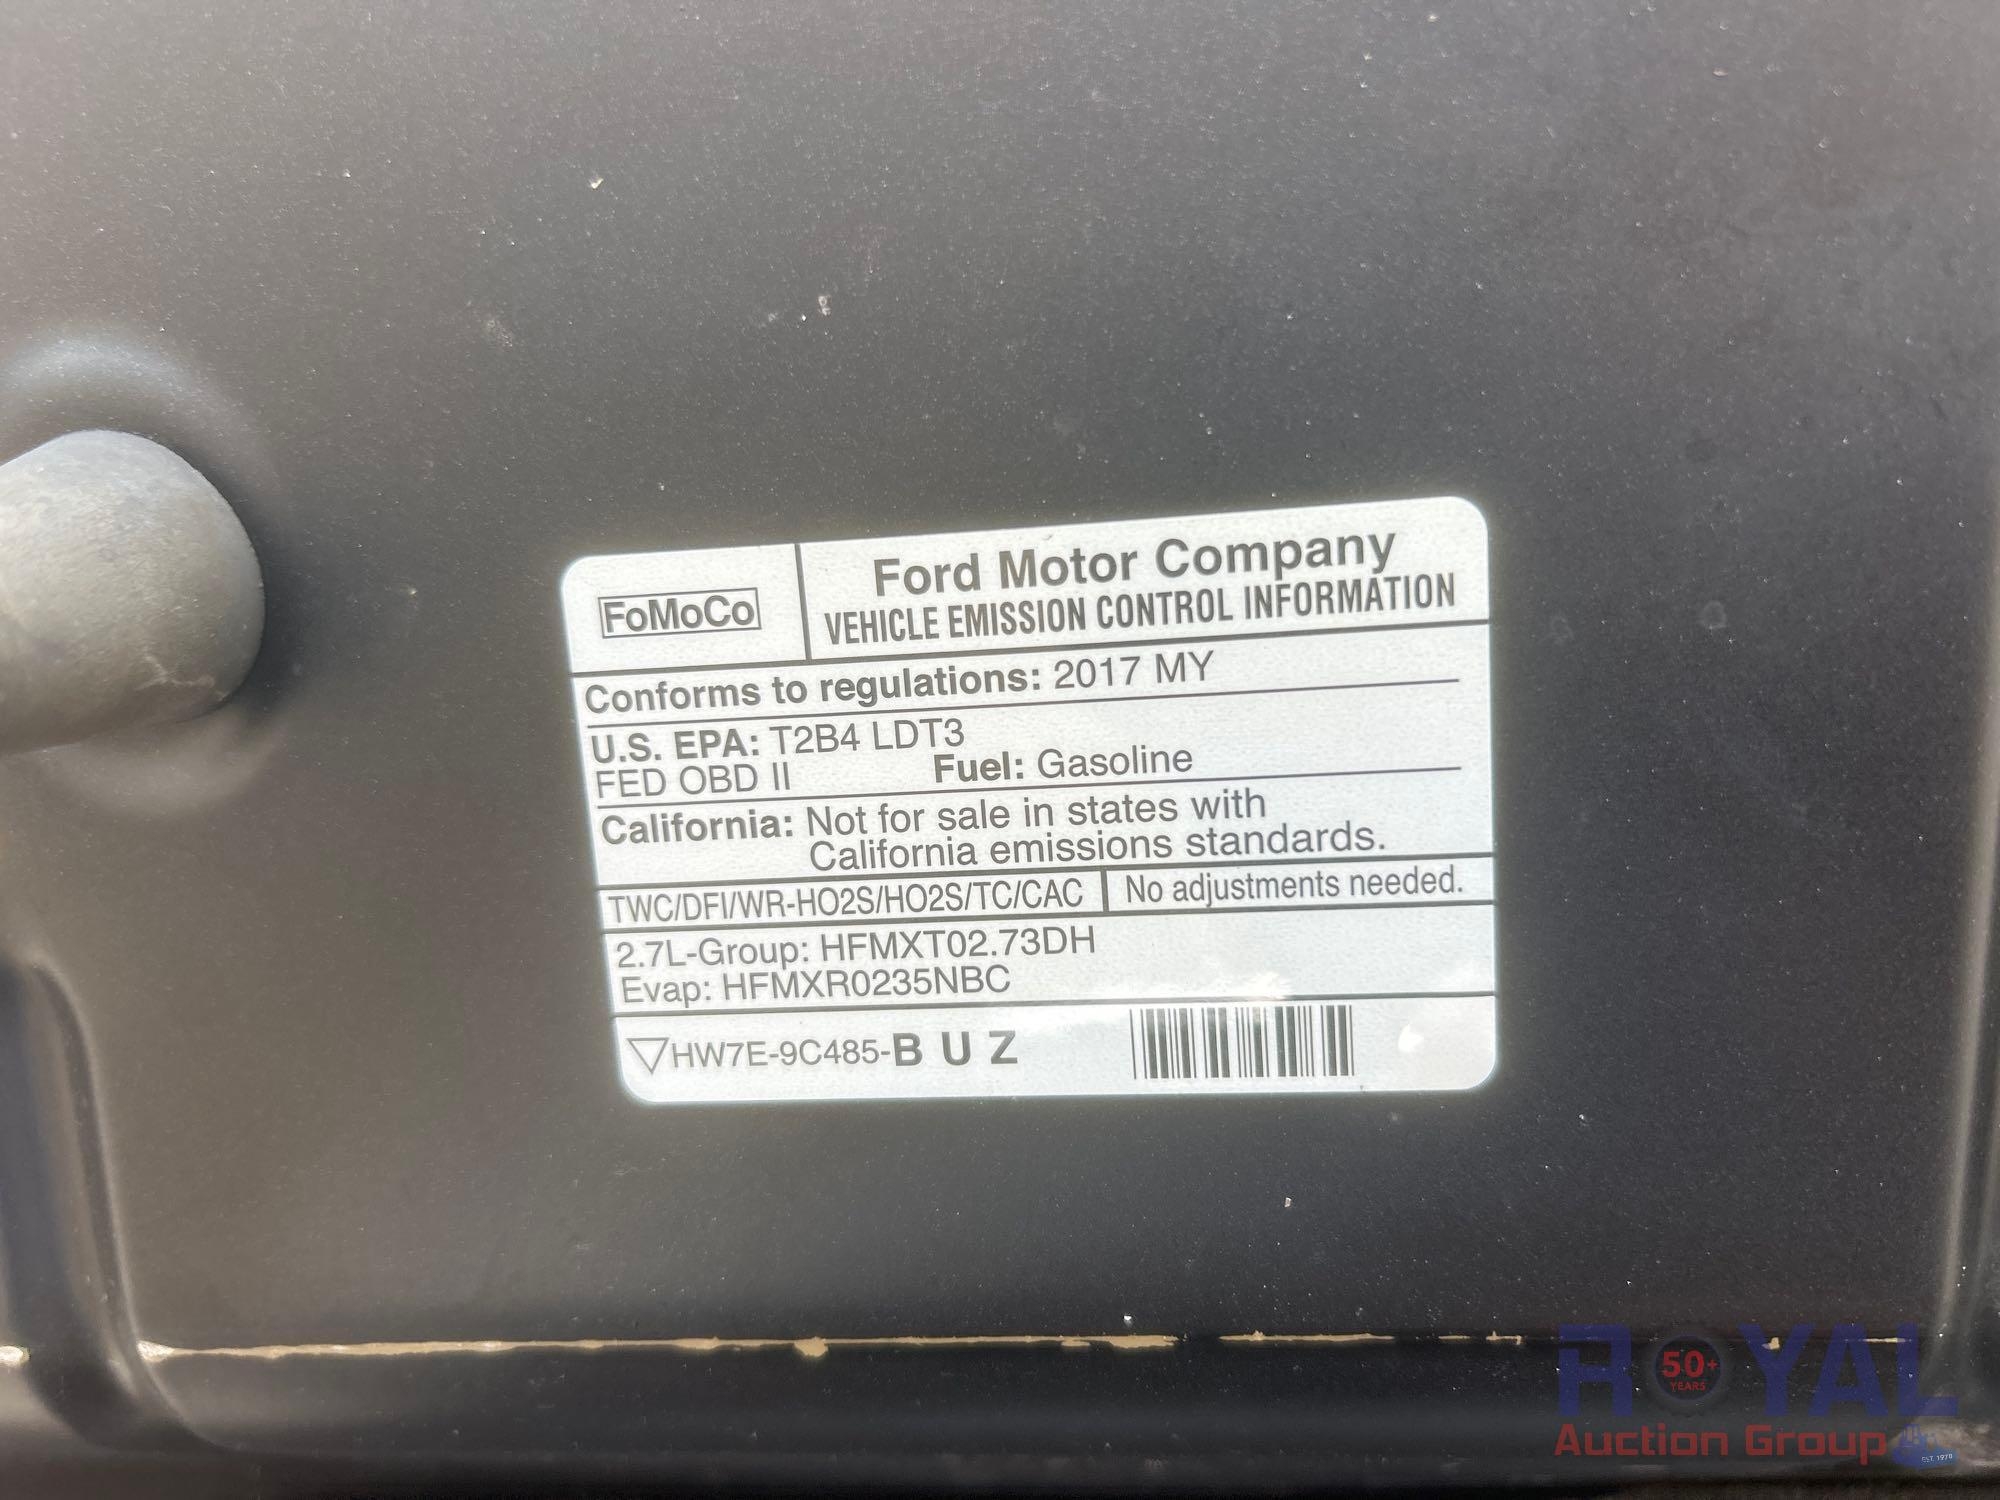 FoMoCo
Ford Motor Company
VEHICLE EMISSION CONTROL INFORMATION
Conforms to regulations: 2017 MY
U.S. EPA: T2B4 LDT3
FED OBD II Fuel: Gasoline
California: Not for sale in states with
California emissions standards.
TWC/DFI/WR-HO2S/HO2S/TC/CAC No adjustments needed.
2.7L-Group: HFMXT02.73DH
Evap: HFMXR0235NBC
HW7E-9C485-B U Z
ROYAL
50+
YEARS
Auction Group
EST. 1970